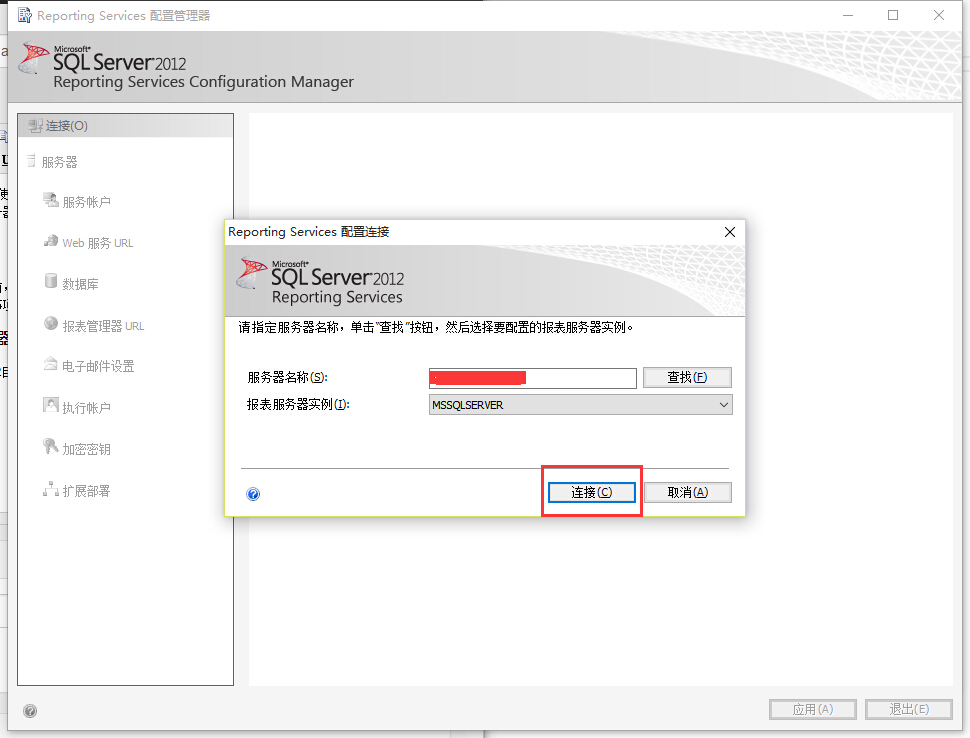 Reporting Services 配置管理器
Microsoft®
SQL Server 2012
Reporting Services Configuration Manager
连接(O)
服务器
服务帐户
Web 服务 URL
数据库
报表管理器 URL
电子邮件设置
执行帐户
加密密钥
扩展部署
Reporting Services 配置连接
Microsoft®
SQL Server 2012
Reporting Services
请指定服务器名称，单击“查找”按钮，然后选择要配置的报表服务器实例。
服务器名称(S):
查找(F)
报表服务器实例(I):
MSSQLSERVER
连接(C)
取消(A)
应用(A)
退出(E)